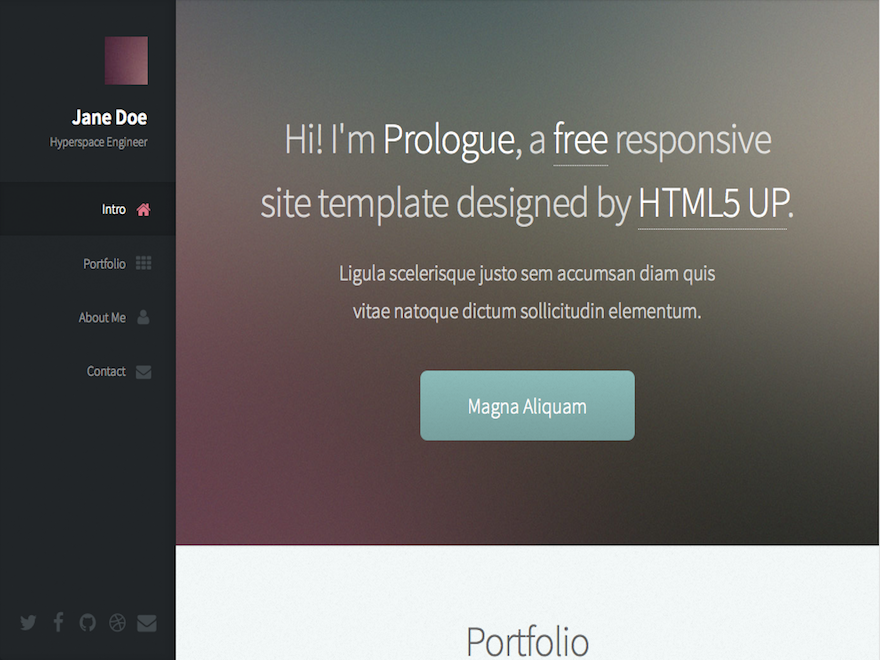 Jane Doe
Hyperspace Engineer
Intro
Portfolio
About Me
Contact
Hi! I'm Prologue, a free responsive
site template designed by HTML5 UP.
Ligula scelerisque justo sem accumsan diam quis
vitae natoque dictum sollicitudin elementum.
Magna Aliquam
Portfolio